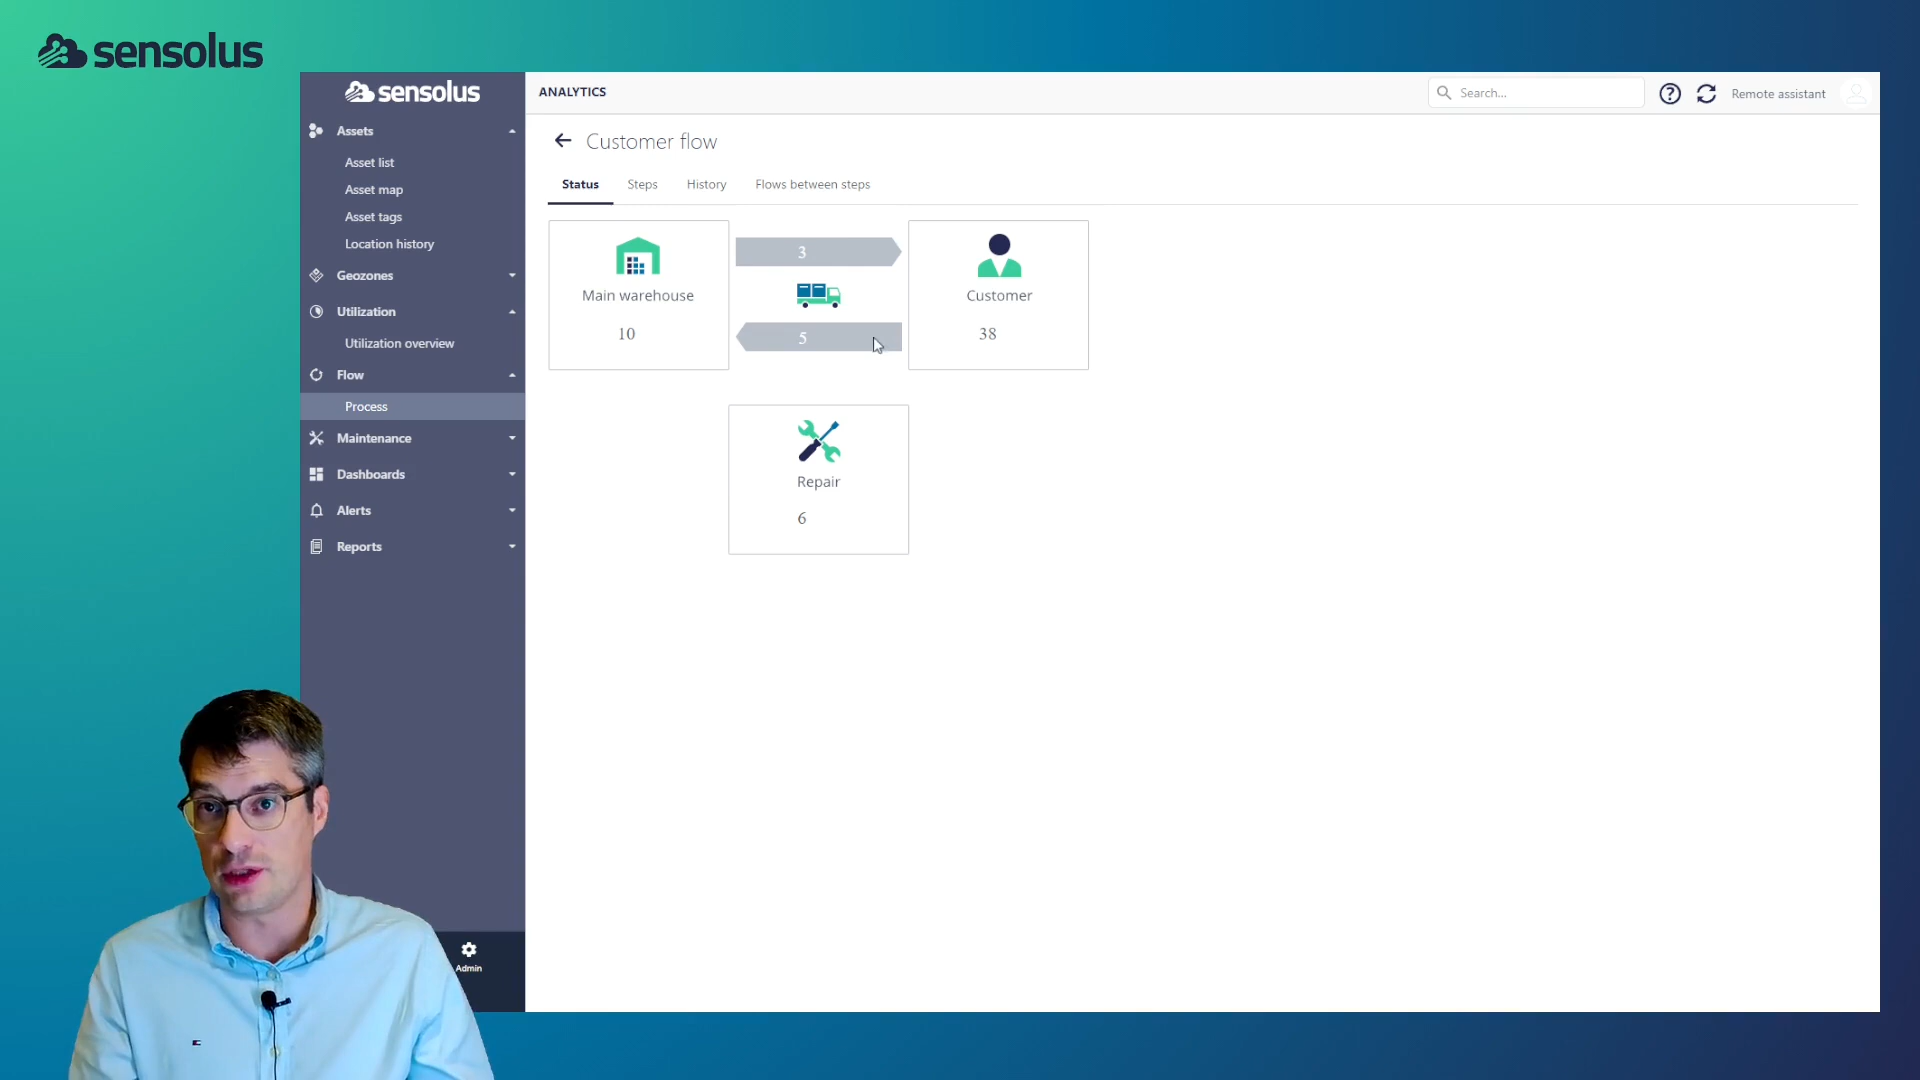 sensolus
sensolus
Assets
Asset list
Asset map
Asset tags
Location history
Geozones
Utilization
Utilization overview
Flow
Process
Maintenance
Dashboards
Alerts
Reports
Admin
ANALYTICS
Search...
Remote assistant
Customer flow
Status
Steps
History
Flows between steps
Main warehouse
10
3
5
Customer
38
Repair
6